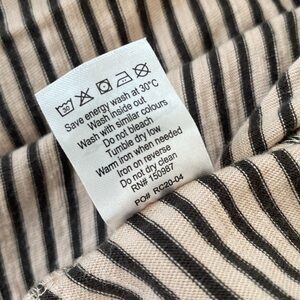 30
Save energy wash at 30°C
Wash inside out
Wash with similar colours
Do not bleach
Tumble dry low
Warm iron when needed
Iron on reverse
Do not dry clean
RN# 150987
PO# RC20-04